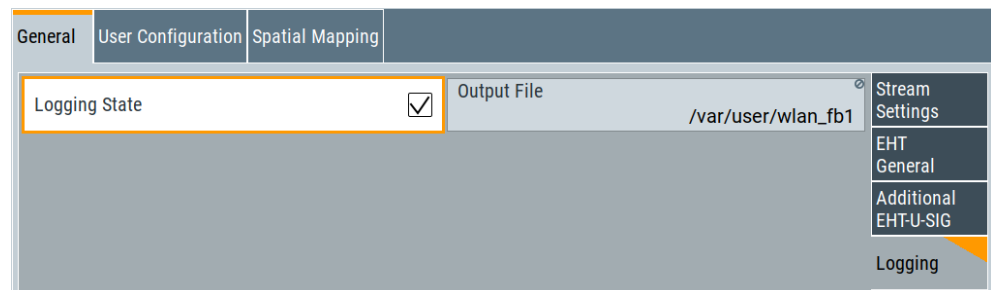 General
User Configuration
Spatial Mapping
Logging State
Output File
/var/user/wlan_fb1
Stream
Settings
EHT
General
Additional
EHT-U-SIG
Logging